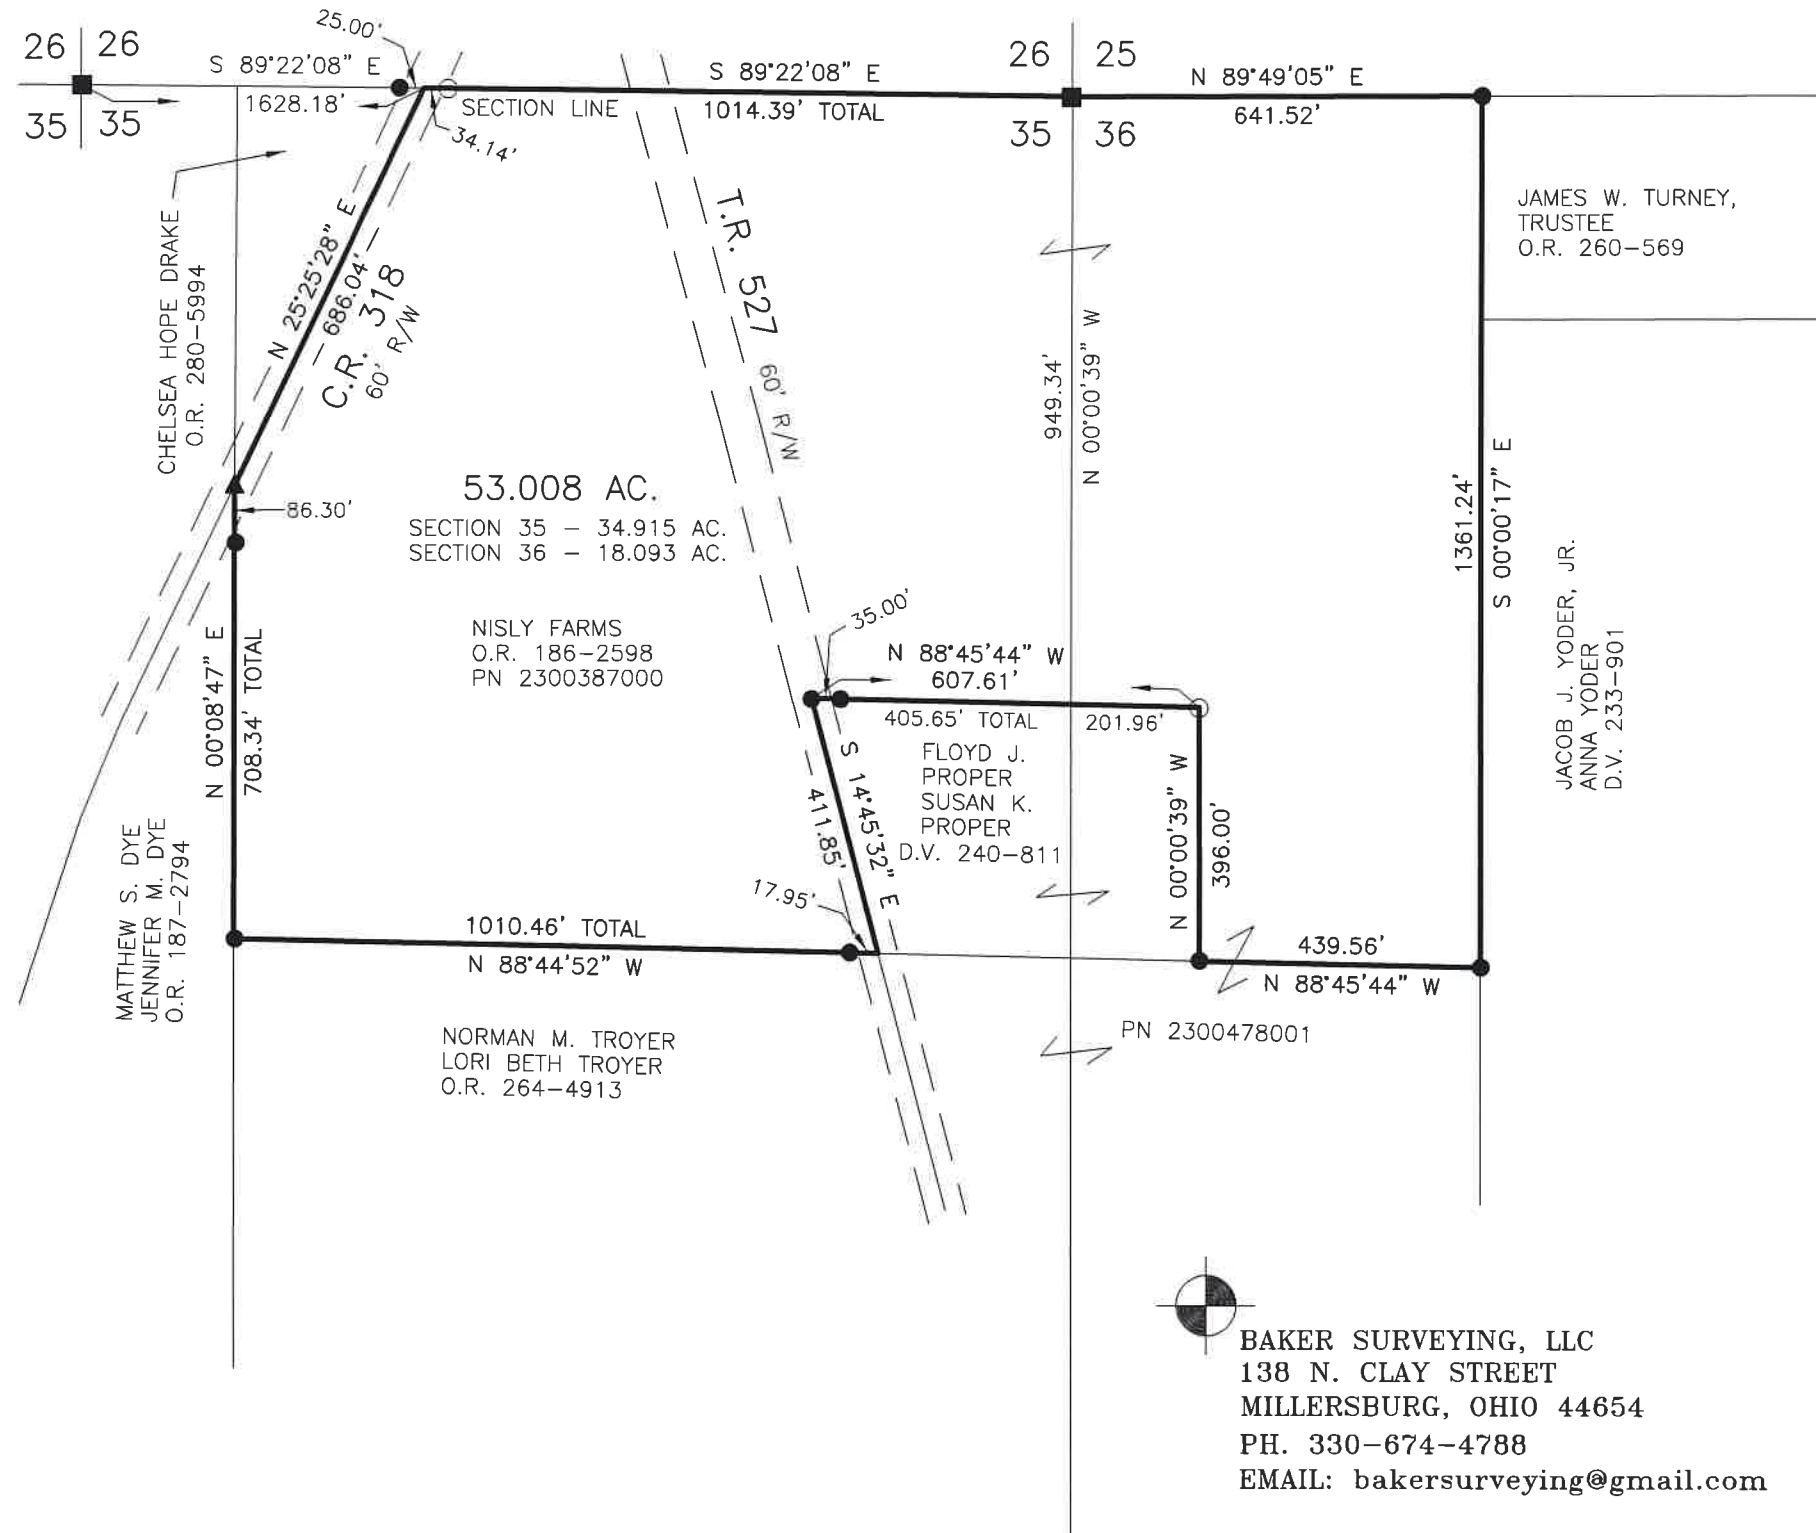 26 26
35 35
25.00'
S 89°22'08" E
1628.18'
SECTION LINE
34.14'
S 89°22'08" E
1014.39' TOTAL
26 25
35 36
N 89°49'05" E
641.52'
JAMES W. TURNEY,
TRUSTEE
O.R. 260-569
CHELSEA HOPE DRAKE
O.R. 280-5994
N 25°25'28" E
686.04'
C.R. 318
60' R/W
T.R. 527
60' R/W
949.34'
N 00°00'39" W
1361.24'
S 00°00'17" E
86.30'
53.008 AC.
SECTION 35 - 34.915 AC.
SECTION 36 - 18.093 AC.
NISLY FARMS
O.R. 186-2598
PN 2300387000
N 00°08'47" E
708.34' TOTAL
35.00'
N 88°45'44" W
607.61'
405.65' TOTAL
201.96'
FLOYD J.
PROPER
SUSAN K.
PROPER
D.V. 240-811
S 14°45'32" E
411.85'
17.95'
N 00°00'39" W
396.00'
JACOB J. YODER, JR.
ANNA YODER
D.V. 233-901
MATTHEW S. DYE
JENNIFER M. DYE
O.R. 187-2794
1010.46' TOTAL
N 88°44'52" W
439.56'
N 88°45'44" W
NORMAN M. TROYER
LORI BETH TROYER
O.R. 264-4913
PN 2300478001
BAKER SURVEYING, LLC
138 N. CLAY STREET
MILLERSBURG, OHIO 44654
PH. 330-674-4788
EMAIL: bakersurveying@gmail.com